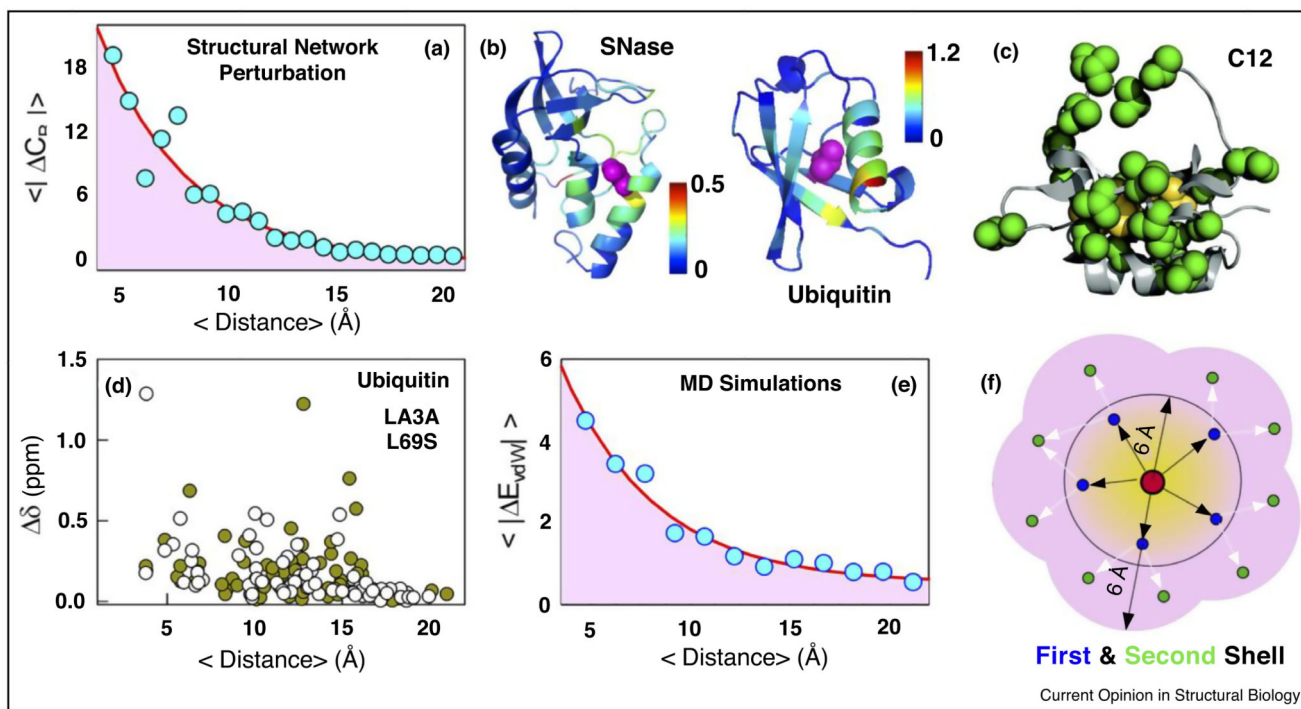 Structural Network
Perturbation
(a)
<| ΔC_B |>
18
12
6
0
5
10
15
20
< Distance> (Å)
(b)
SNase
0.5
0
1.2
0
Ubiquitin
(c)
C12
(d)
Ubiquitin
LA3A
L69S
Δδ (ppm)
1.5
1.0
0.5
0.0
5
10
15
20
< Distance> (Å)
MD Simulations
(e)
< |ΔE_vdW| >
6
4
2
0
5
10
15
20
< Distance> (Å)
(f)
6 Å
6 Å
First & Second Shell
Current Opinion in Structural Biology